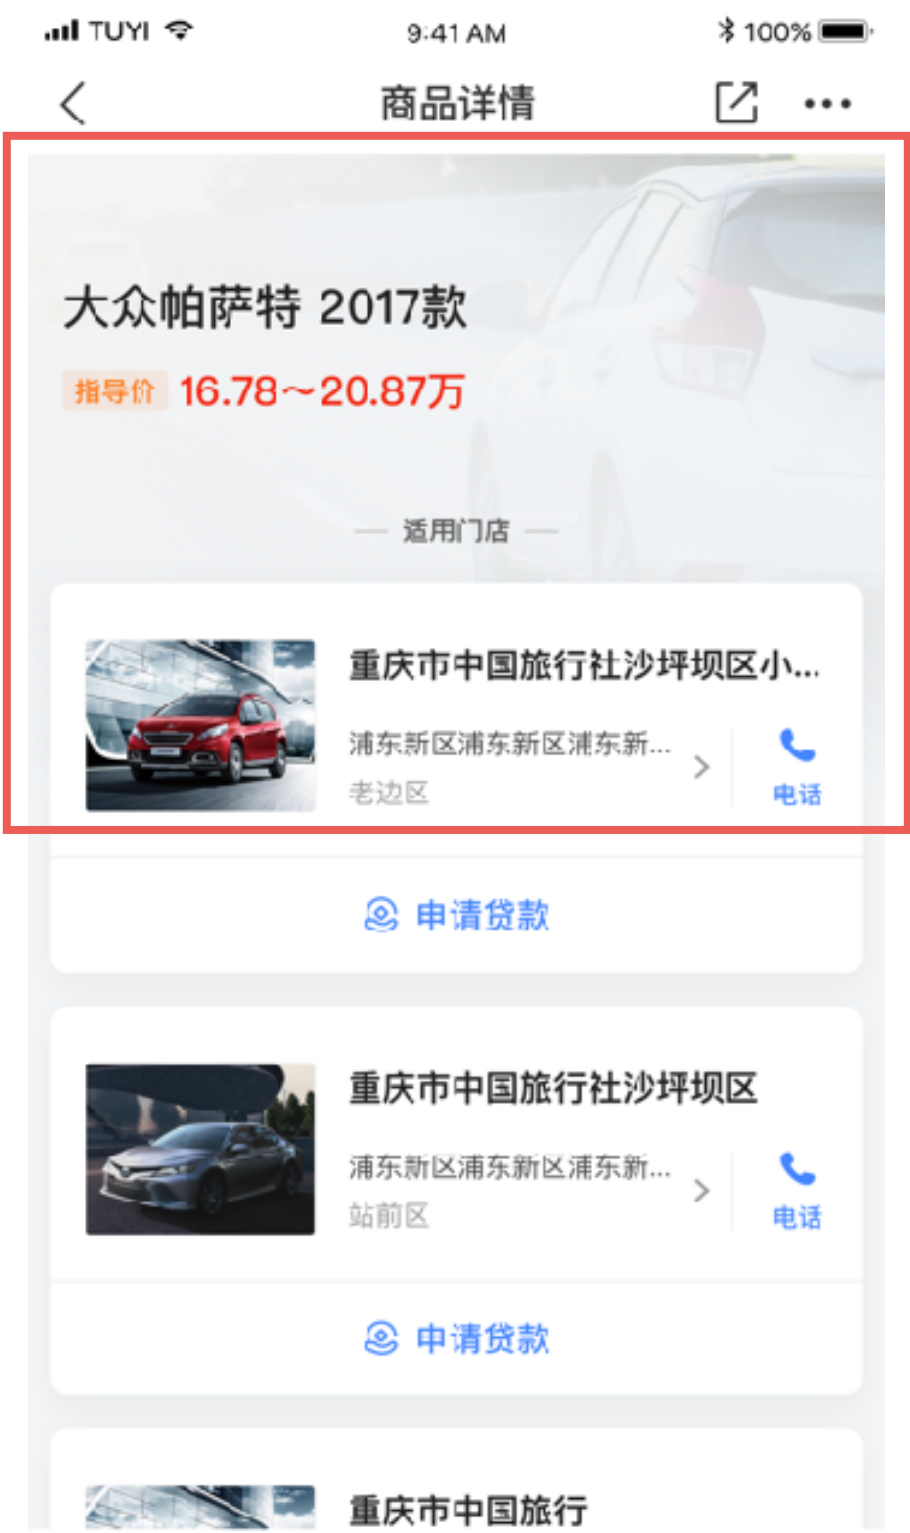 TUYI
9:41 AM
100%
商品详情
大众帕萨特 2017款
指导价 16.78~20.87万
适用门店
重庆市中国旅行社沙坪坝区小...
浦东新区浦东新区浦东新...
老边区
电话
申请贷款
重庆市中国旅行社沙坪坝区
浦东新区浦东新区浦东新...
站前区
电话
申请贷款
重庆市中国旅行